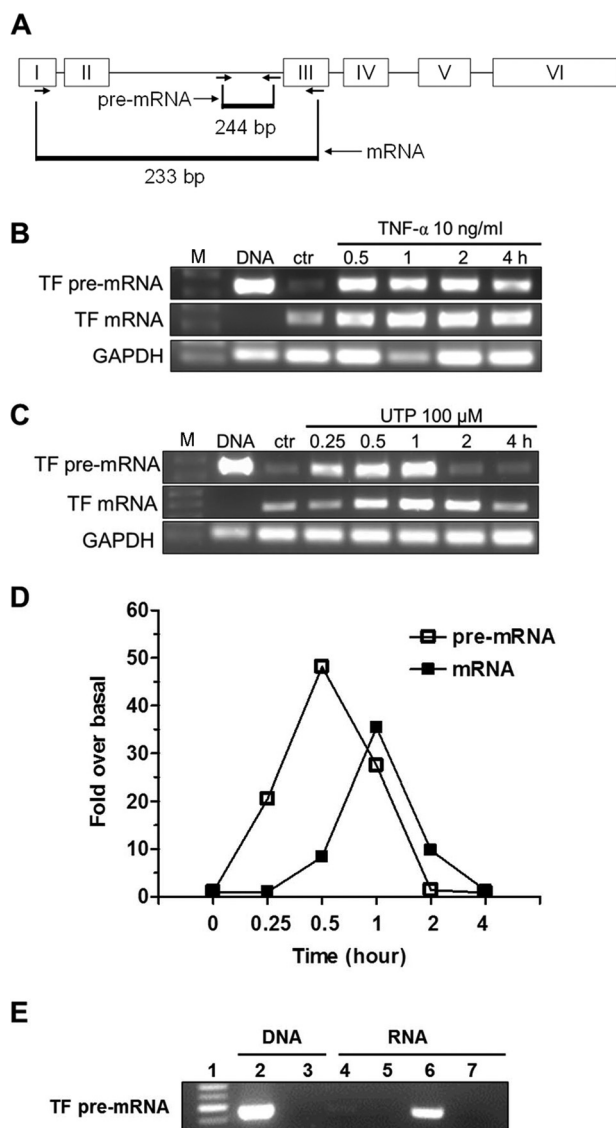 A
I II III IV V VI
pre-mRNA
244 bp
mRNA
233 bp
B
TNF-α 10 ng/ml
M DNA ctr 0.5 1 2 4 h
TF pre-mRNA
TF mRNA
GAPDH
C
UTP 100 µM
M DNA ctr 0.25 0.5 1 2 4 h
TF pre-mRNA
TF mRNA
GAPDH
D
60
50
40
30
20
10
0
Fold over basal
pre-mRNA
mRNA
0 0.25 0.5 1 2 4
Time (hour)
E
DNA RNA
1 2 3 4 5 6 7
TF pre-mRNA